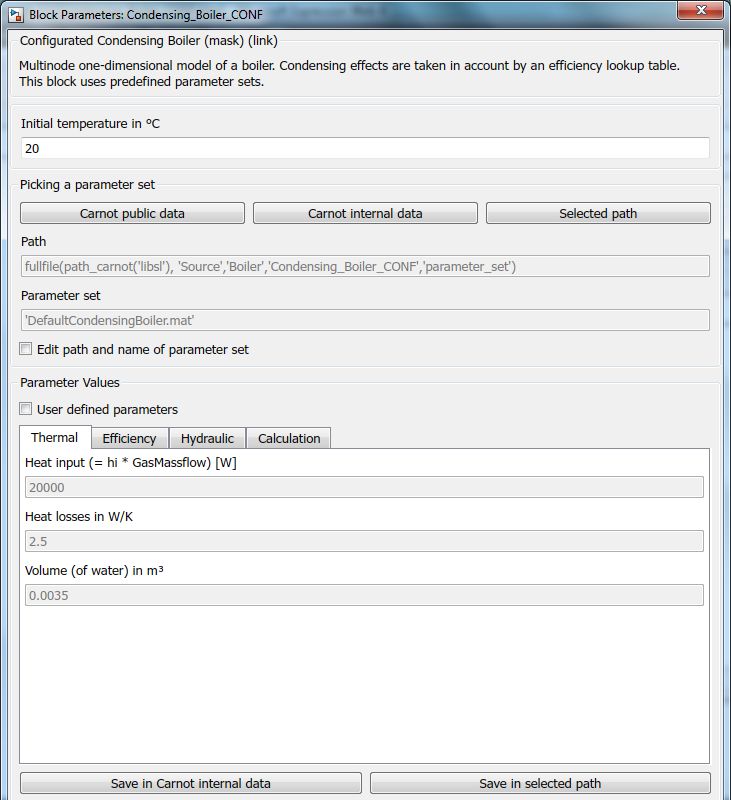 Block Parameters: Condensing_Boiler_CONF
Configurated Condensing Boiler (mask) (link)
Multinode one-dimensional model of a boiler. Condensing effects are taken in account by an efficiency lookup table.
This block uses predefined parameter sets.
Initial temperature in ºC
20
Picking a parameter set
Carnot public data
Carnot internal data
Selected path
Path
fullfile(path_carnot('libsl'), 'Source','Boiler','Condensing_Boiler_CONF','parameter_set')
Parameter set
'DefaultCondensingBoiler.mat'
Edit path and name of parameter set
Parameter Values
User defined parameters
Thermal
Efficiency
Hydraulic
Calculation
Heat input (= hi * GasMassflow) [W]
20000
Heat losses in W/K
2.5
Volume (of water) in m³
0.0035
Save in Carnot internal data
Save in selected path